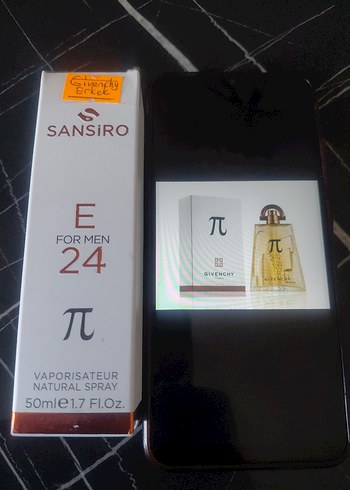 Givenchy
Erkek
SANSiRO
E
FOR MEN
24
π
VAPORISATEUR
NATURAL SPRAY
50ml e 1.7 Fl.Oz.
π
GIVENCHY
π